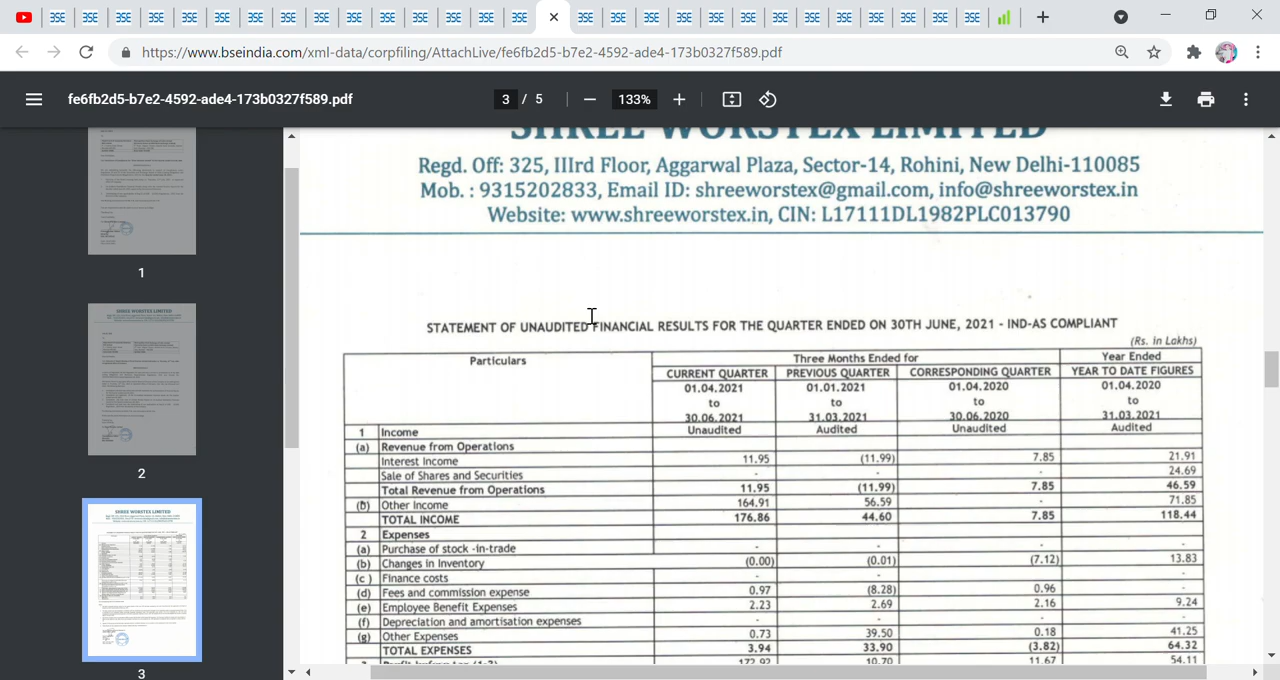 https://www.bseindia.com/xml-data/corpfiling/AttachLive/fe6fb2d5-b7e2-4592-ade4-173b0327f589.pdf
fe6fb2d5-b7e2-4592-ade4-173b0327f589.pdf 3 / 5 133%
1
2
3
SHREE WORSTEX LIMITED
Regd. Off: 325, IIIrd Floor, Aggarwal Plaza, Sector-14, Rohini, New Delhi-110085
Mob. : 9315202833, Email ID: shreeworstex@gmail.com, info@shreeworstex.in
Website: www.shreeworstex.in, CIN: L17111DL1982PLC013790
STATEMENT OF UNAUDITED FINANCIAL RESULTS FOR THE QUARTER ENDED ON 30TH JUNE, 2021 - IND-AS COMPLIANT
(Rs. in Lakhs)
Particulars Three Months Ended for Year Ended
CURRENT QUARTER PREVIOUS QUARTER CORRESPONDING QUARTER YEAR TO DATE FIGURES
01.04.2021 01.01.2021 01.04.2020 01.04.2020
to to to to
30.06.2021 31.03.2021 30.06.2020 31.03.2021
1 Income Unaudited Audited Unaudited Audited
(a) Revenue from Operations
Interest Income 11.95 (11.99) 7.85 21.91
Sale of Shares and Securities - - - 24.69
Total Revenue from Operations 11.95 (11.99) 7.85 46.59
(b) Other Income 164.91 56.59 - 71.85
TOTAL INCOME 176.86 44.60 7.85 118.44
2 Expenses
(a) Purchase of stock -in-trade - - - -
(b) Changes in Inventory (0.00) (0.01) (7.12) 13.83
(c ) Finance costs - - - -
(d) Fees and commission expense 0.97 (8.28) 0.96 -
(e) Employee Benefit Expenses 2.23 2.69 2.16 9.24
(f) Depreciation and amortisation expenses - - - -
(g) Other Expenses 0.73 39.50 0.18 41.25
TOTAL EXPENSES 3.94 33.90 (3.82) 64.32
172.92 10.70 11.67 54.11